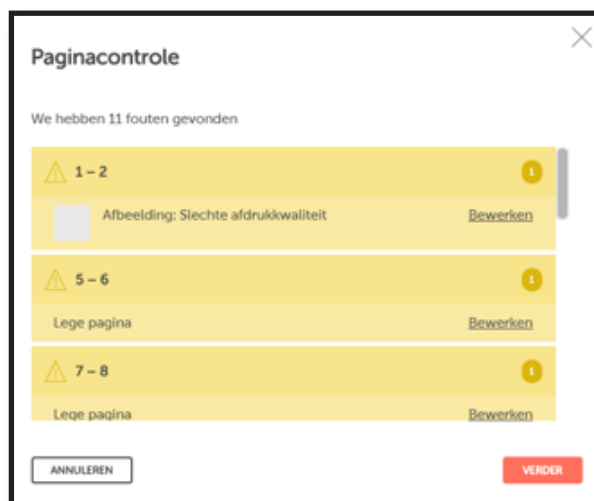 Paginacontrole
We hebben 11 fouten gevonden
1 – 2 1
Afbeelding: Slechte afdrukkwaliteit Bewerken
5 – 6 1
Lege pagina Bewerken
7 – 8 1
Lege pagina Bewerken
ANNULEREN VERDER